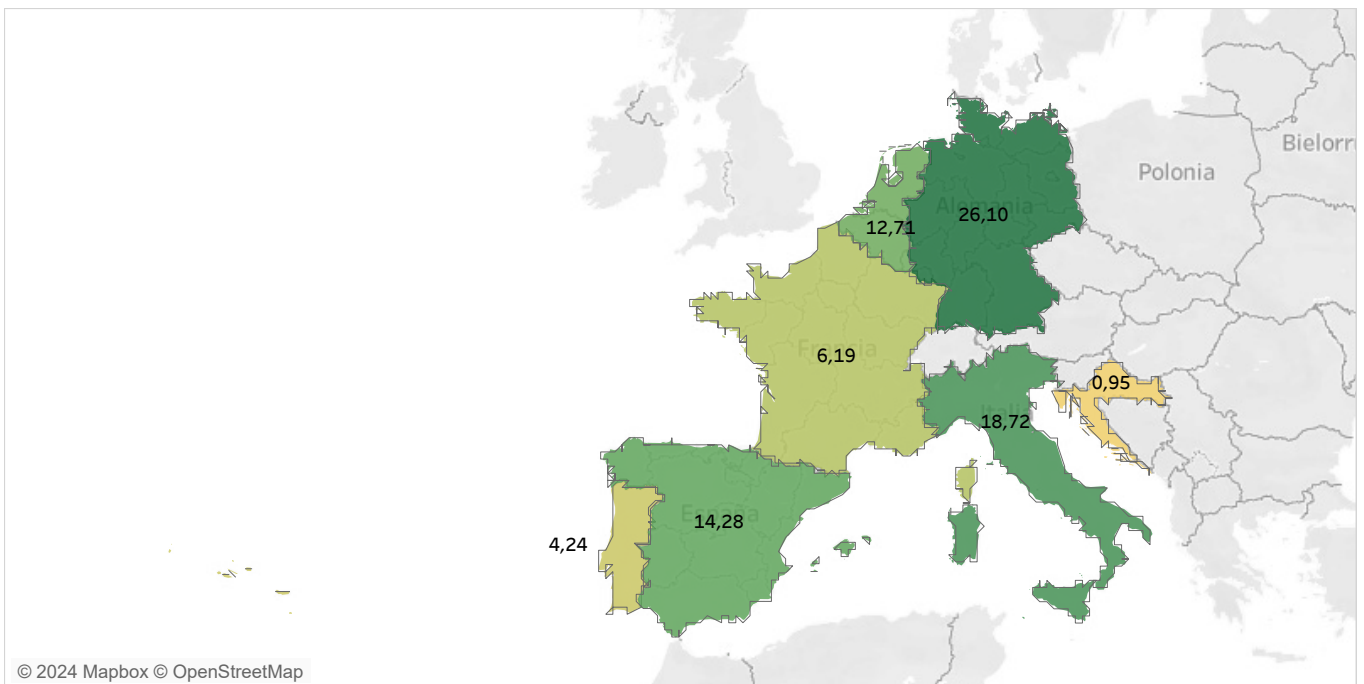 Bielorr
Polonia
Alemania
26,10
12,71
Francia
6,19
0,95
Italia
18,72
España
14,28
4,24
© 2024 Mapbox © OpenStreetMap